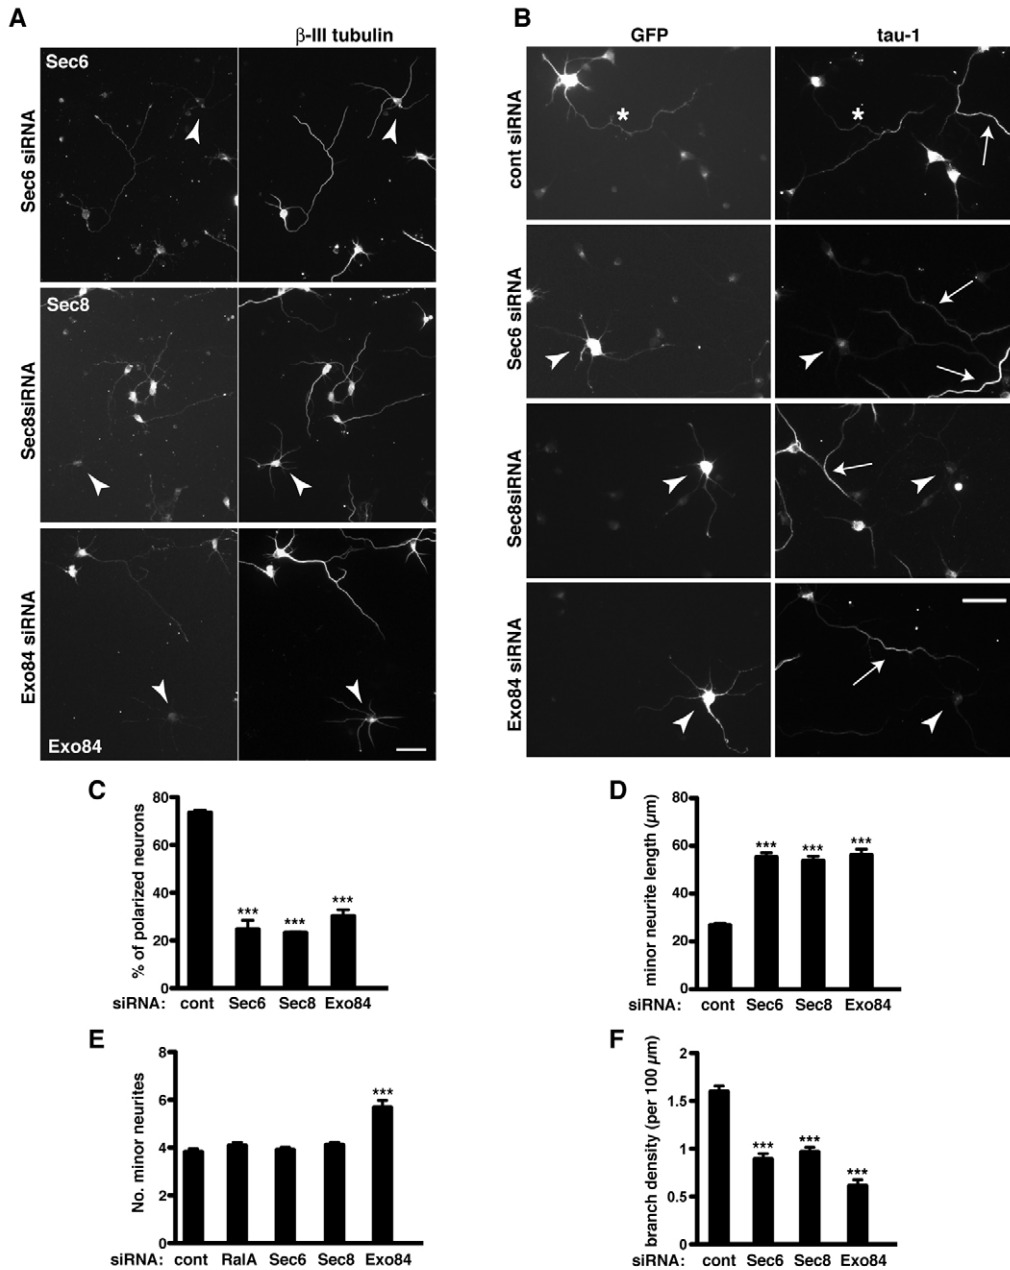 A
β-III tubulin
Sec6
Sec6 siRNA
Sec8
Sec8siRNA
Exo84 siRNA
Exo84
B
GFP
tau-1
cont siRNA
*
*
Sec6 siRNA
Sec8siRNA
Exo84 siRNA
C
% of polarized neurons
80
60
40
20
0
***
***
***
siRNA: cont Sec6 Sec8 Exo84
D
minor neurite length (µm)
80
60
40
20
0
***
***
***
siRNA: cont Sec6 Sec8 Exo84
E
No. minor neurites
8
6
4
2
0
***
siRNA: cont RalA Sec6 Sec8 Exo84
F
branch density (per 100 µm)
2
1.5
1
0.5
0
***
***
***
siRNA: cont Sec6 Sec8 Exo84